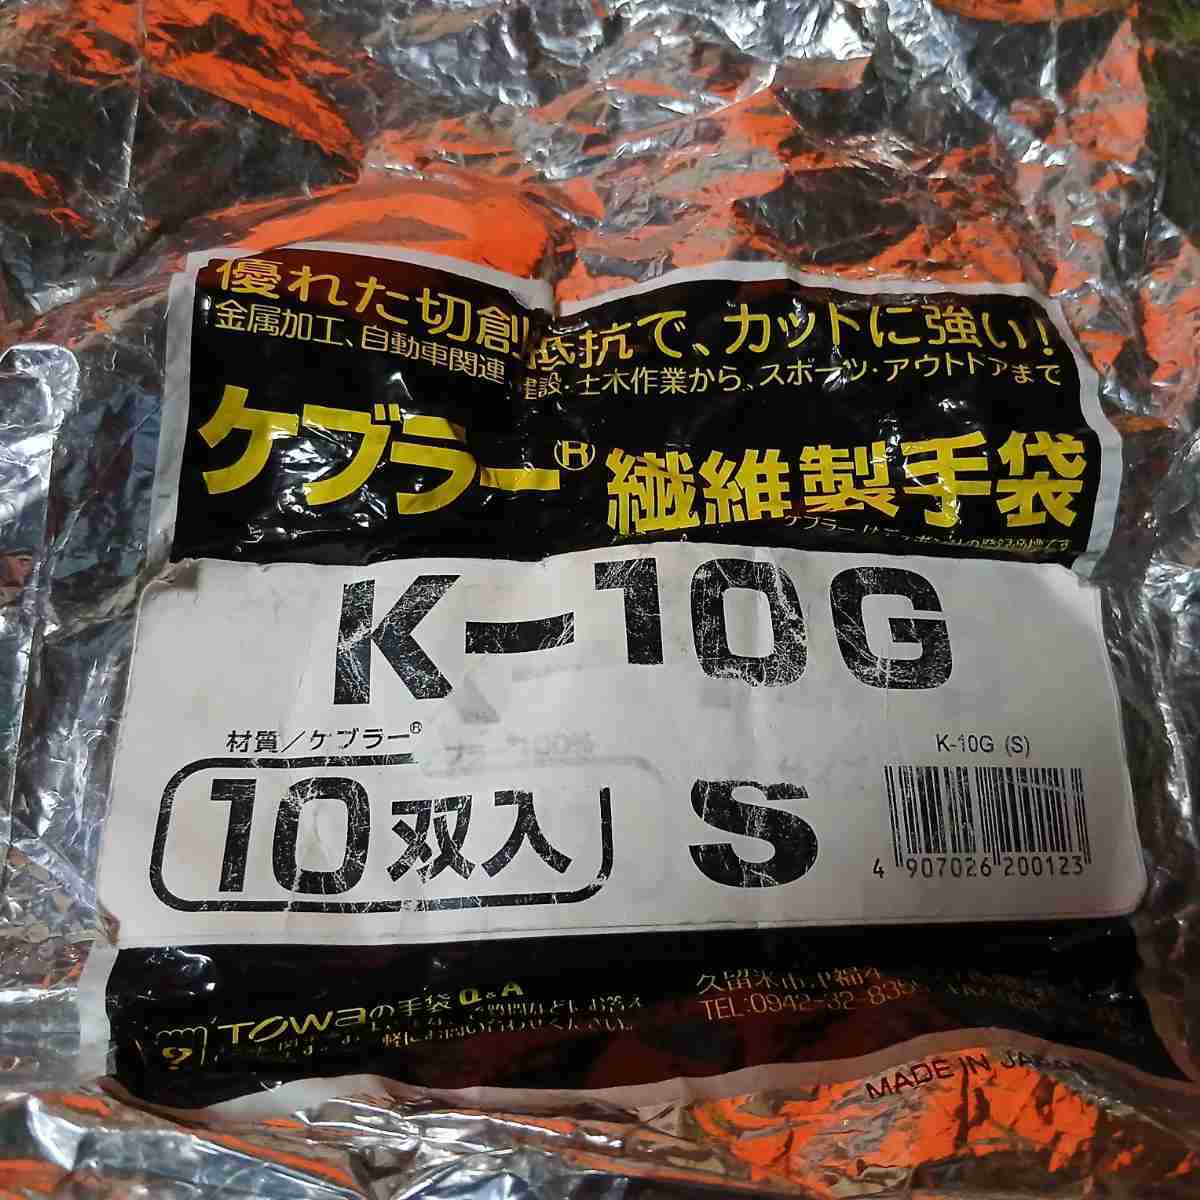 優れた切創抵抗で、カットに強い!
金属加工、自動車関連、建設・土木作業から、スポーツ・アウトドアまで
ケブラー® 繊維製手袋
K-10G
材質/ケブラー®
K-10G (S)
10双入
S
4 907026 200123
Towaの手袋 Q&A
久留米市
TEL:0942-32-835
MADE IN JAPAN